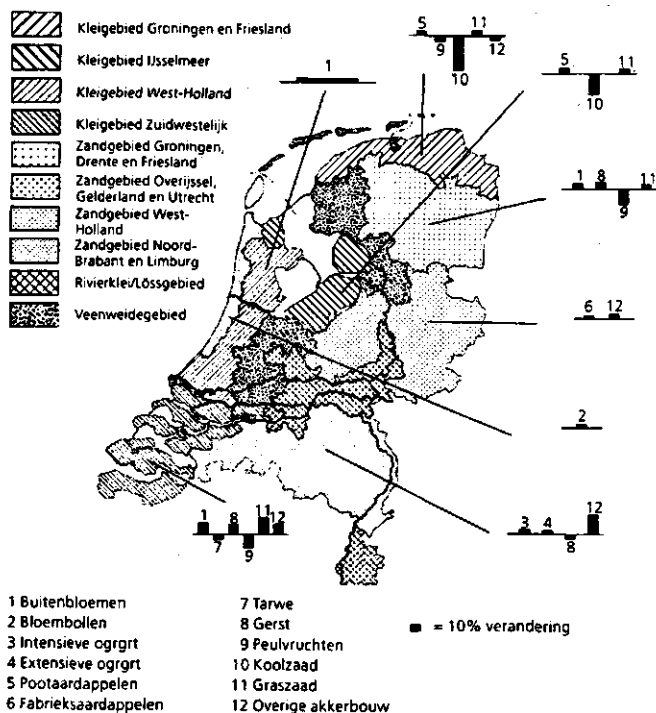 Kleigebied Groningen en Friesland
Kleigebied IJsselmeer
Kleigebied West-Holland
Kleigebied Zuidwestelijk
Zandgebied Groningen,
Drente en Friesland
Zandgebied Overijssel,
Gelderland en Utrecht
Zandgebied West-
Holland
Zandgebied Noord-
Brabant en Limburg
Rivierklei/Lössgebied
Veenweidegebied
1
5 11
9 12
10
5 11
10
1 8 11
9
6 12
2
12
3 4
8
1 8 11 12
7 9
1 Buitenbloemen
2 Bloembollen
3 Intensieve ogrgrt
4 Extensieve ogrgrt
5 Pootaardappelen
6 Fabrieksaardappelen
7 Tarwe
8 Gerst
9 Peulvruchten
10 Koolzaad
11 Graszaad
12 Overige akkerbouw
= 10% verandering